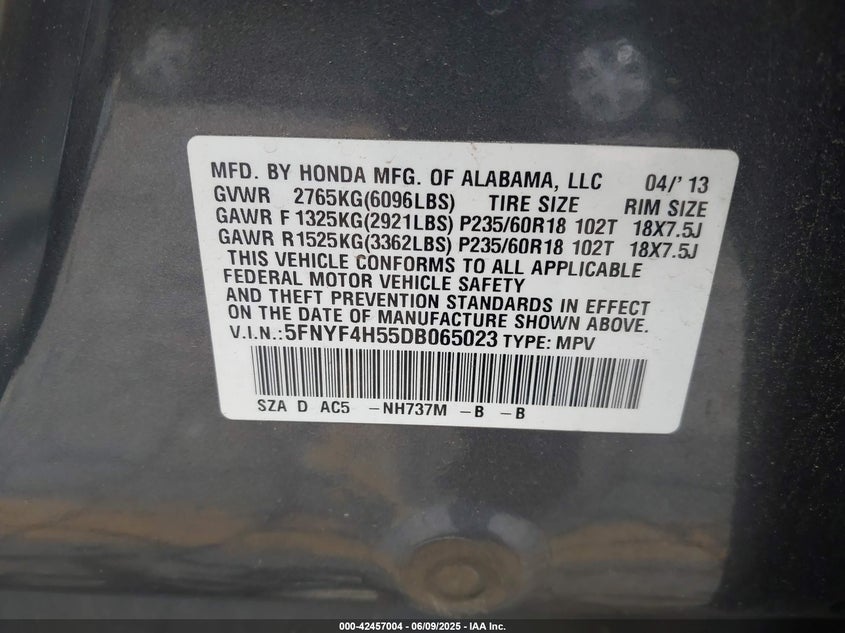 MFD. BY HONDA MFG. OF ALABAMA, LLC 04/' 13
GVWR 2765KG(6096LBS) TIRE SIZE RIM SIZE
GAWR F 1325KG(2921LBS) P235/60R18 102T 18X7.5J
GAWR R1525KG(3362LBS) P235/60R18 102T 18X7.5J
THIS VEHICLE CONFORMS TO ALL APPLICABLE
FEDERAL MOTOR VEHICLE SAFETY
AND THEFT PREVENTION STANDARDS IN EFFECT
ON THE DATE OF MANUFACTURE SHOWN ABOVE.
V.I.N.:5FNYF4H55DB065023 TYPE: MPV
SZA D AC5 -NH737M -B -B
000-42457004 - 06/09/2025 - IAA Inc.